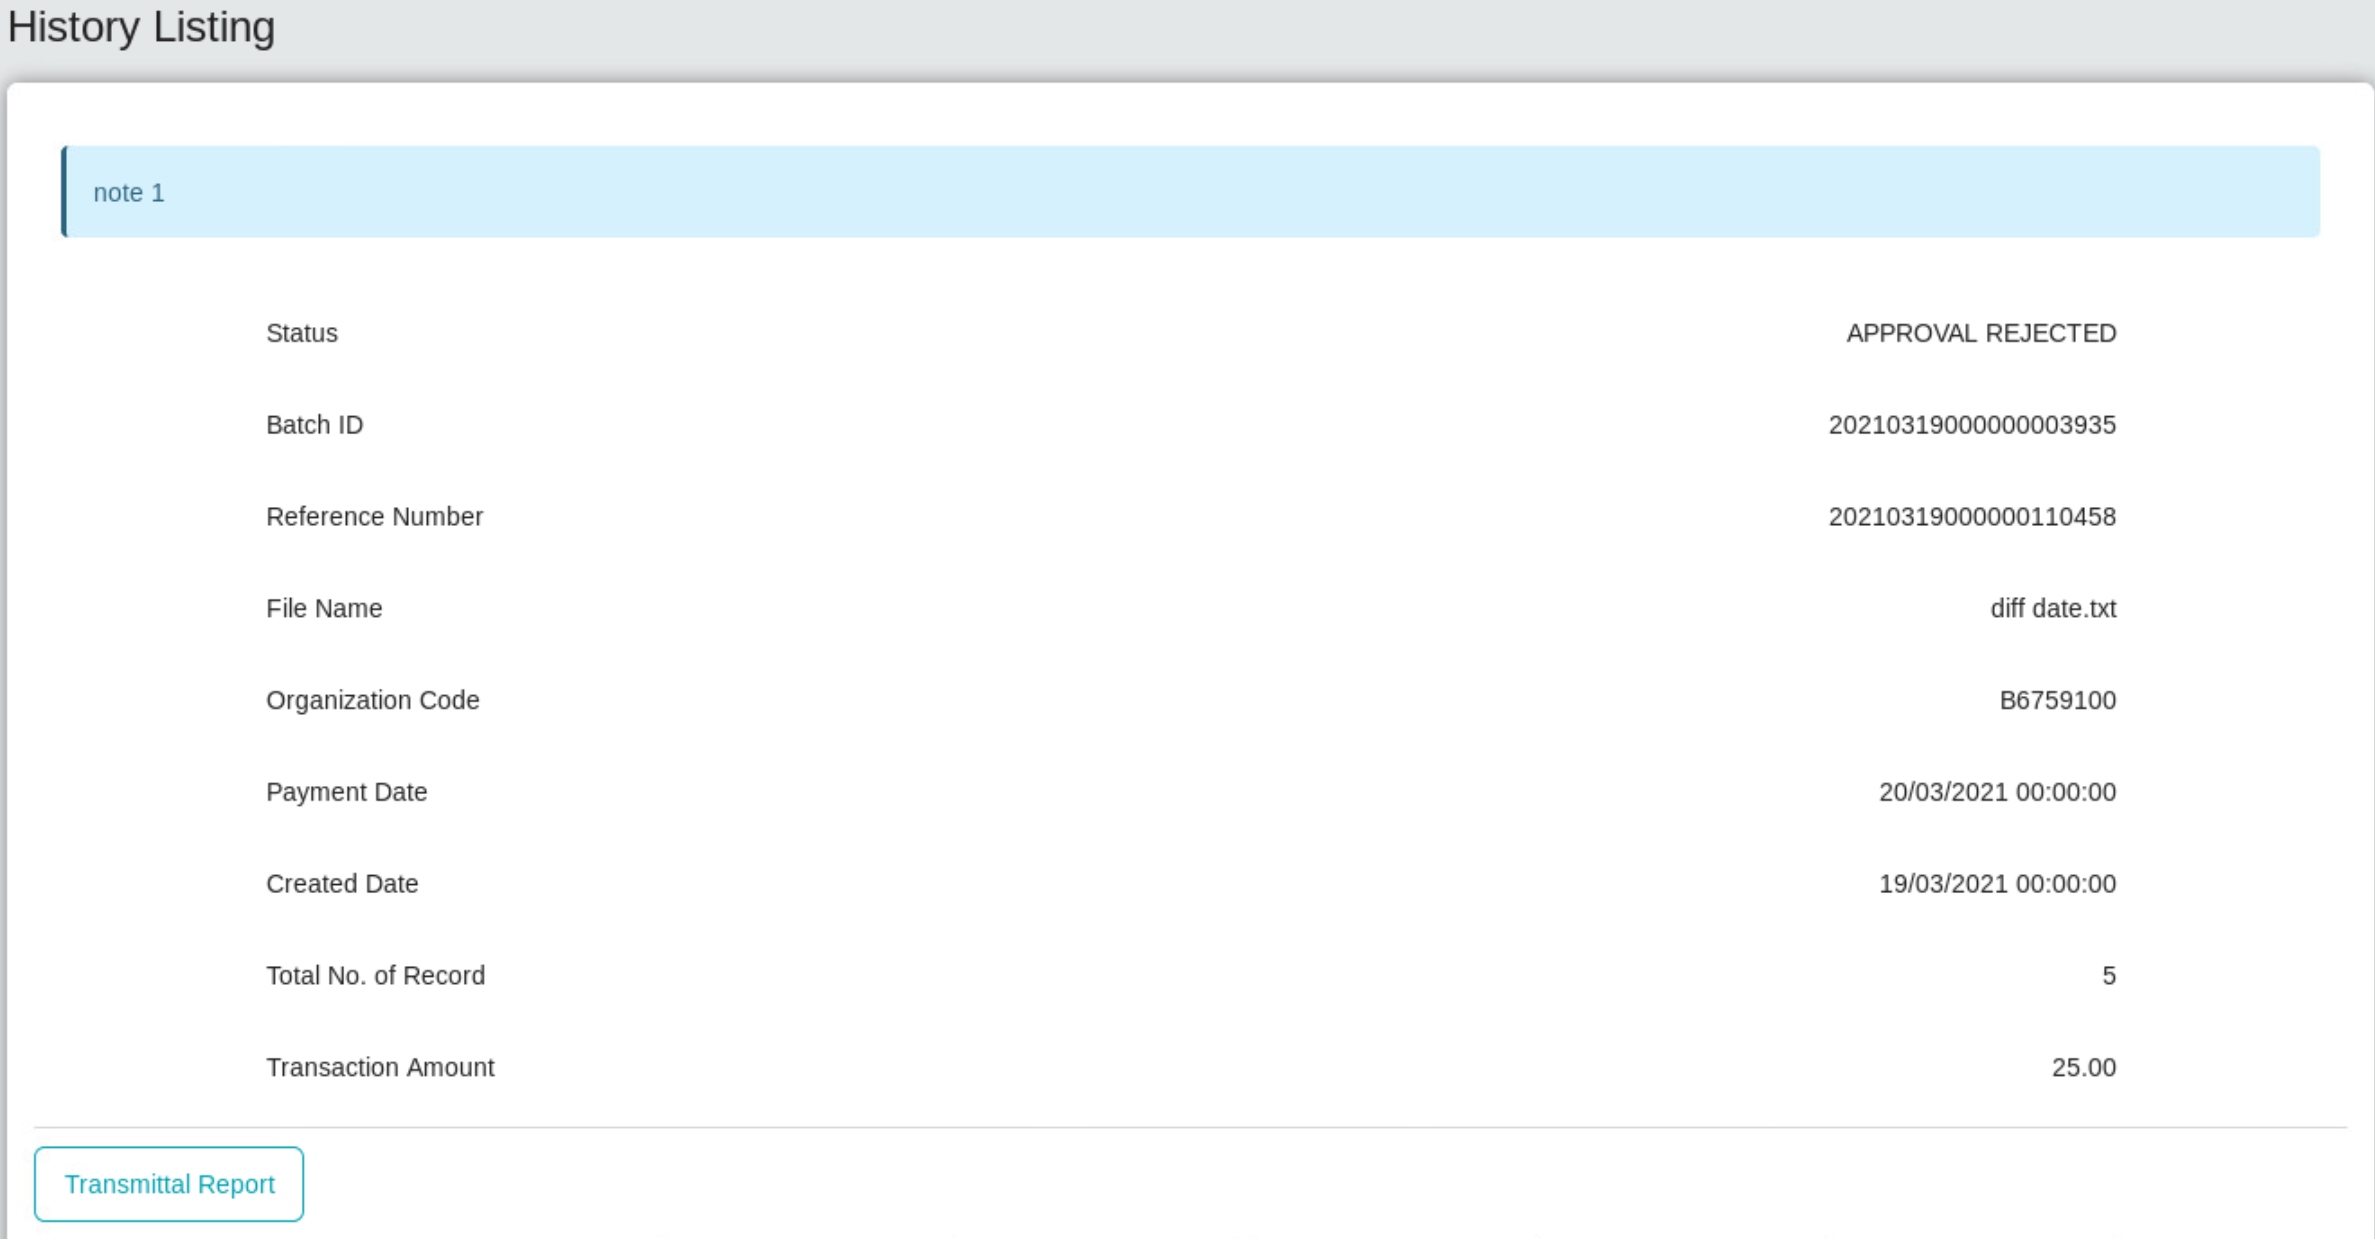 History Listing
note 1
Status APPROVAL REJECTED
Batch ID 20210319000000003935
Reference Number 20210319000000110458
File Name diff date.txt
Organization Code B6759100
Payment Date 20/03/2021 00:00:00
Created Date 19/03/2021 00:00:00
Total No. of Record 5
Transaction Amount 25.00
Transmittal Report